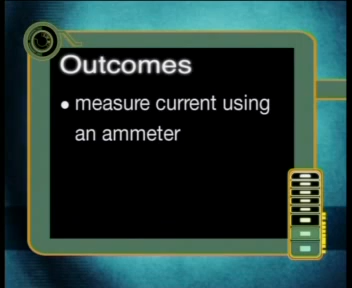 Outcomes
• measure current using
an ammeter